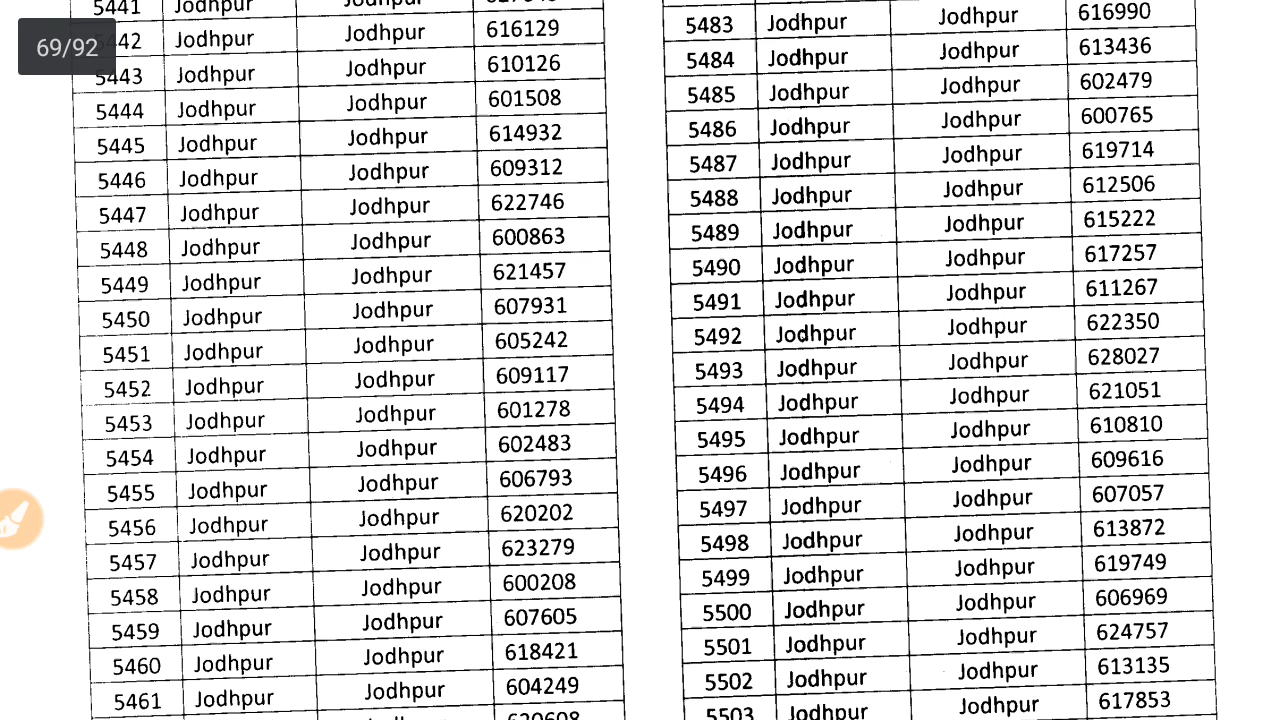 69/92
5441 Jodhpur Jodhpur
5442 Jodhpur Jodhpur 616129
5443 Jodhpur Jodhpur 610126
5444 Jodhpur Jodhpur 601508
5445 Jodhpur Jodhpur 614932
5446 Jodhpur Jodhpur 609312
5447 Jodhpur Jodhpur 622746
5448 Jodhpur Jodhpur 600863
5449 Jodhpur Jodhpur 621457
5450 Jodhpur Jodhpur 607931
5451 Jodhpur Jodhpur 605242
5452 Jodhpur Jodhpur 609117
5453 Jodhpur Jodhpur 601278
5454 Jodhpur Jodhpur 602483
5455 Jodhpur Jodhpur 606793
5456 Jodhpur Jodhpur 620202
5457 Jodhpur Jodhpur 623279
5458 Jodhpur Jodhpur 600208
5459 Jodhpur Jodhpur 607605
5460 Jodhpur Jodhpur 618421
5461 Jodhpur Jodhpur 604249
5483 Jodhpur Jodhpur 616990
5484 Jodhpur Jodhpur 613436
5485 Jodhpur Jodhpur 602479
5486 Jodhpur Jodhpur 600765
5487 Jodhpur Jodhpur 619714
5488 Jodhpur Jodhpur 612506
5489 Jodhpur Jodhpur 615222
5490 Jodhpur Jodhpur 617257
5491 Jodhpur Jodhpur 611267
5492 Jodhpur Jodhpur 622350
5493 Jodhpur Jodhpur 628027
5494 Jodhpur Jodhpur 621051
5495 Jodhpur Jodhpur 610810
5496 Jodhpur Jodhpur 609616
5497 Jodhpur Jodhpur 607057
5498 Jodhpur Jodhpur 613872
5499 Jodhpur Jodhpur 619749
5500 Jodhpur Jodhpur 606969
5501 Jodhpur Jodhpur 624757
5502 Jodhpur Jodhpur 613135
5503 Jodhpur Jodhpur 617853